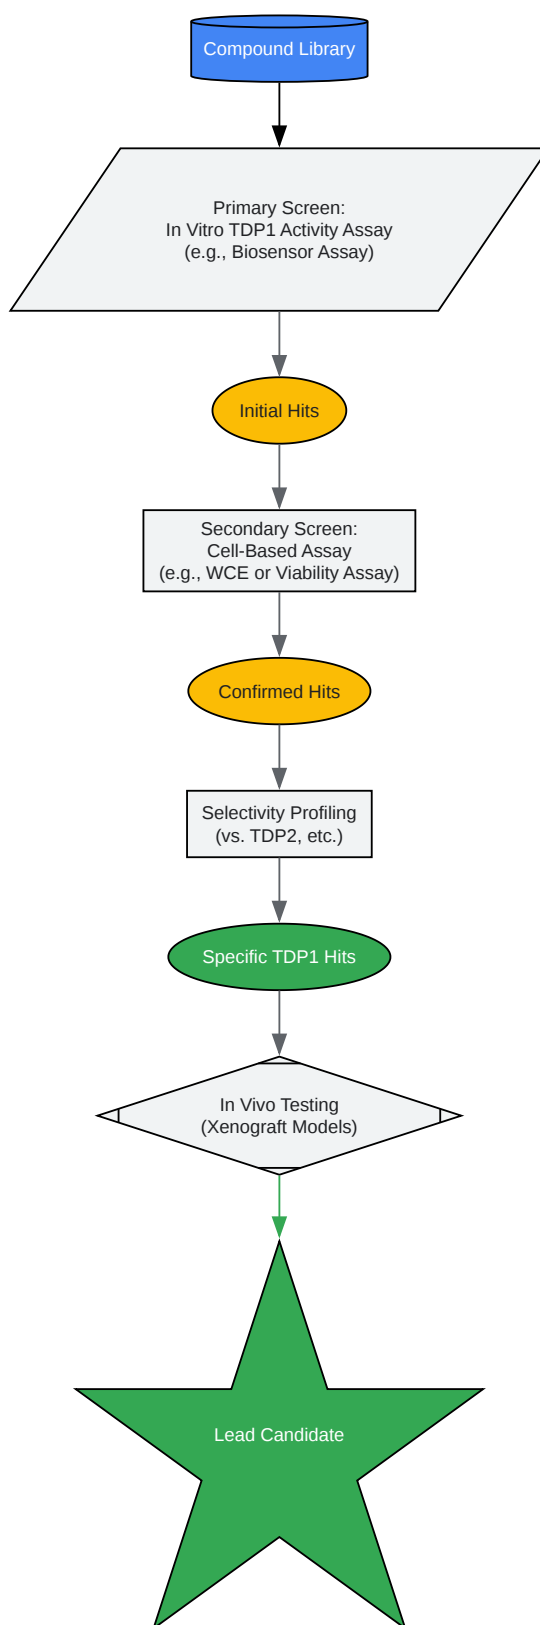 Compound Library
Primary Screen:
In Vitro TDP1 Activity Assay
(e.g., Biosensor Assay)
Initial Hits
Secondary Screen:
Cell-Based Assay
(e.g., WCE or Viability Assay)
Confirmed Hits
Selectivity Profiling
(vs. TDP2, etc.)
Specific TDP1 Hits
In Vivo Testing
(Xenograft Models)
Lead Candidate